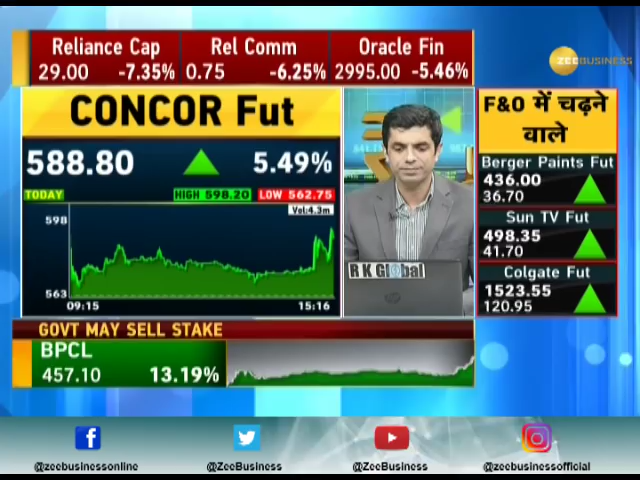 Reliance Cap
29.00 -7.35%
Rel Comm
0.75 -6.25%
Oracle Fin
2995.00 -5.46%
ZEEBUSINESS
CONCOR Fut
588.80 5.49%
TODAY
HIGH 598.20
LOW 562.75
Vol:4.3m
598
563
09:15
15:16
R K Global
hp
F&O में चढ़ने
वाले
Berger Paints Fut
436.00
36.70
Sun TV Fut
498.35
41.70
Colgate Fut
1523.55
120.95
GOVT MAY SELL STAKE
BPCL
457.10 13.19%
@zeebusinessonline
@ZeeBusiness
@ZeeBusiness
@zeebusinessofficial